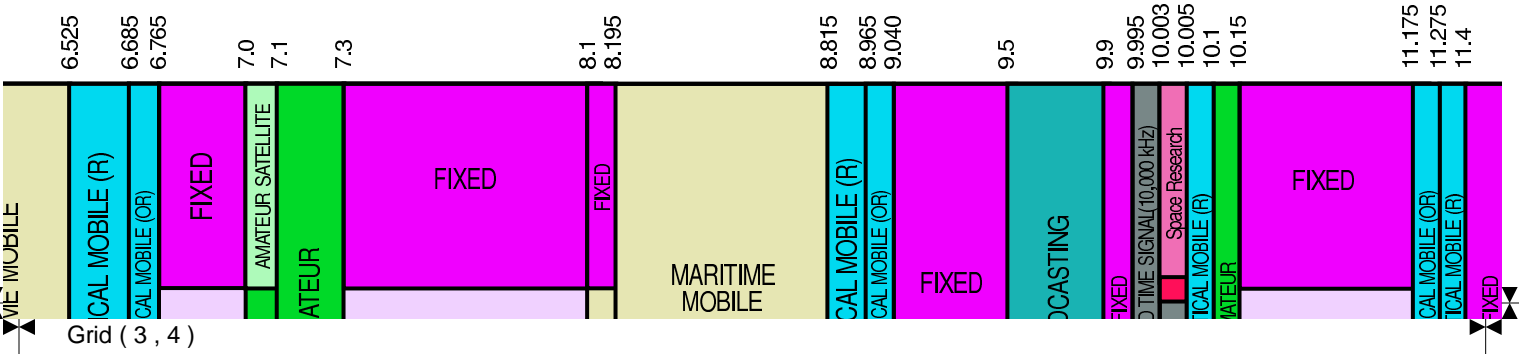 6.525
6.685
6.765
7.0
7.1
7.3
8.1
8.195
8.815
8.965
9.040
9.5
9.9
9.995
10.003
10.005
10.1
10.15
11.175
11.275
11.4
MOBILE
CAL MOBILE (R)
CAL MOBILE (OR)
FIXED
AMATEUR SATELLITE
ATEUR
FIXED
FIXED
MARITIME
MOBILE
CAL MOBILE (R)
CAL MOBILE (OR)
FIXED
OCASTING
FIXED
D TIME SIGNAL(10,000 kHz)
Space Research
TICAL MOBILE (R)
MATEUR
FIXED
CAL MOBILE (OR)
TICAL MOBILE (R)
FIXED
Grid ( 3 , 4 )